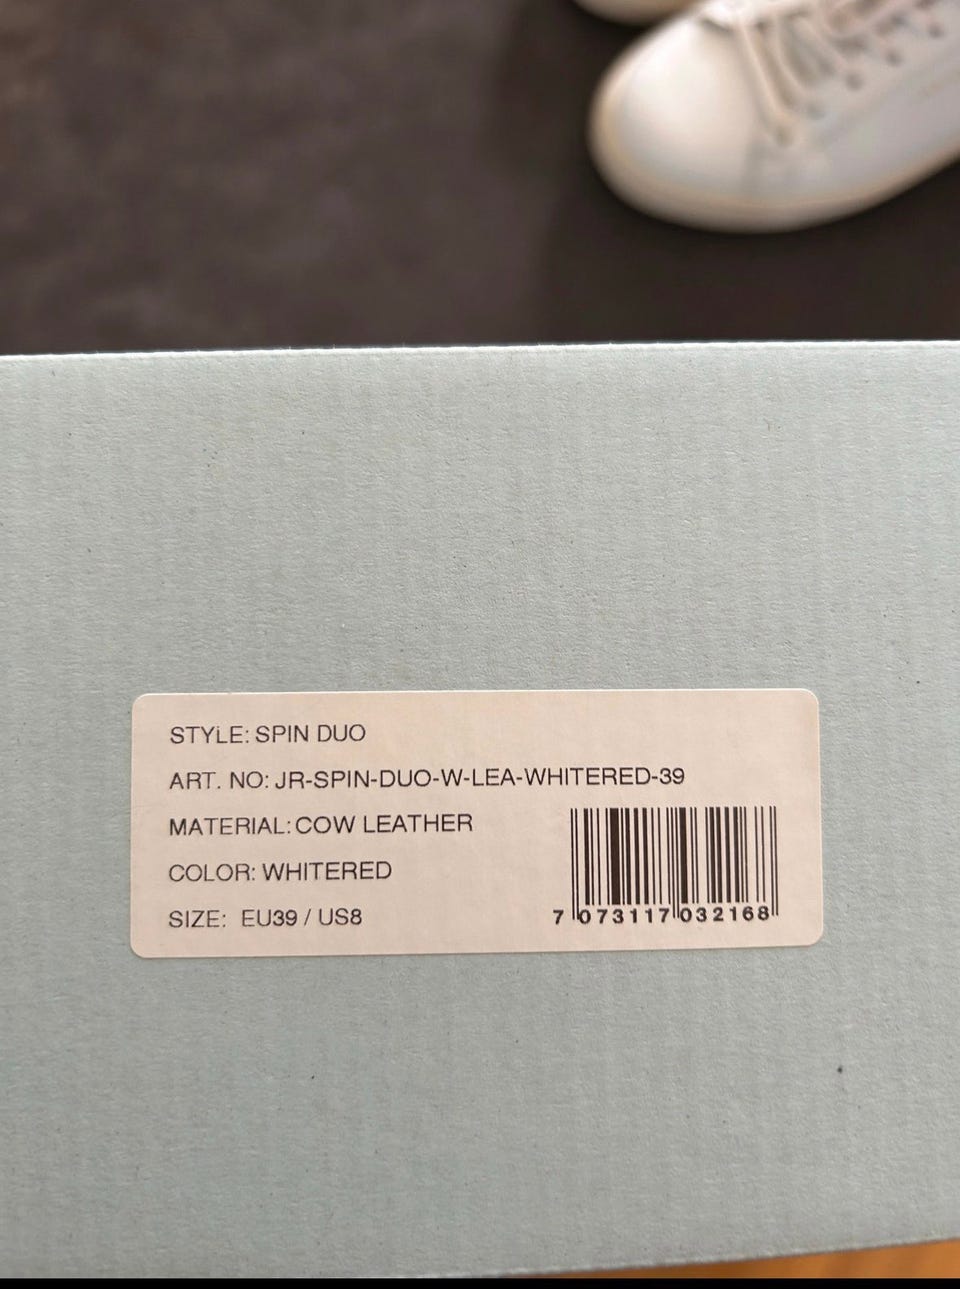 STYLE: SPIN DUO
ART. NO: JR-SPIN-DUO-W-LEA-WHITERED-39
MATERIAL: COW LEATHER
COLOR: WHITERED
SIZE: EU39 / US8
7 073117 032168